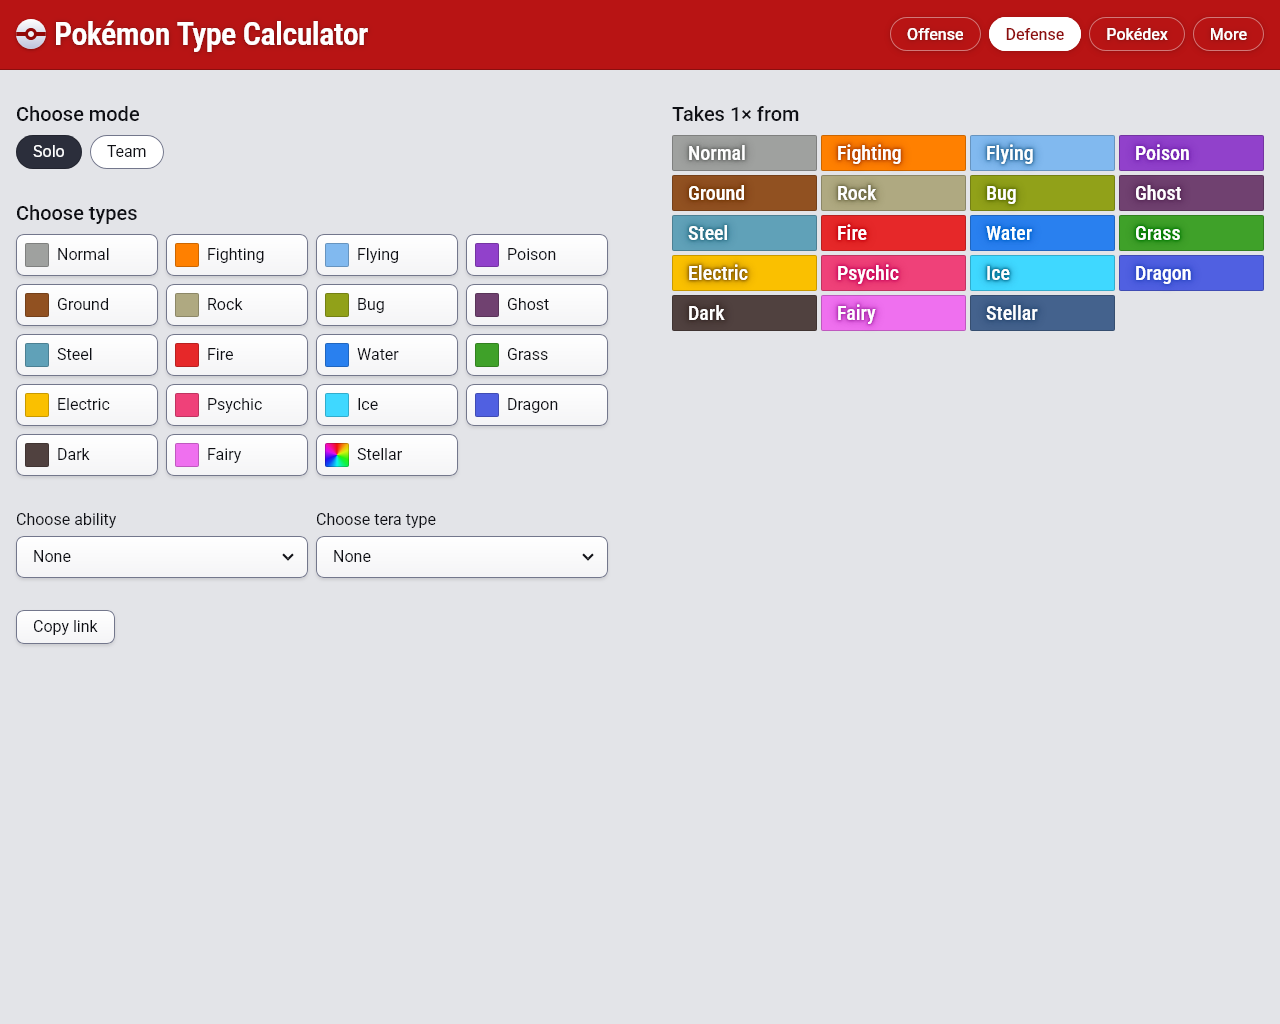 Pokémon Type Calculator
Offense Defense Pokédex More
Choose mode
Solo Team
Choose types
Normal Fighting Flying Poison
Ground Rock Bug Ghost
Steel Fire Water Grass
Electric Psychic Ice Dragon
Dark Fairy Stellar
Choose ability Choose tera type
None None
Copy link
Takes 1× from
Normal Fighting Flying Poison
Ground Rock Bug Ghost
Steel Fire Water Grass
Electric Psychic Ice Dragon
Dark Fairy Stellar